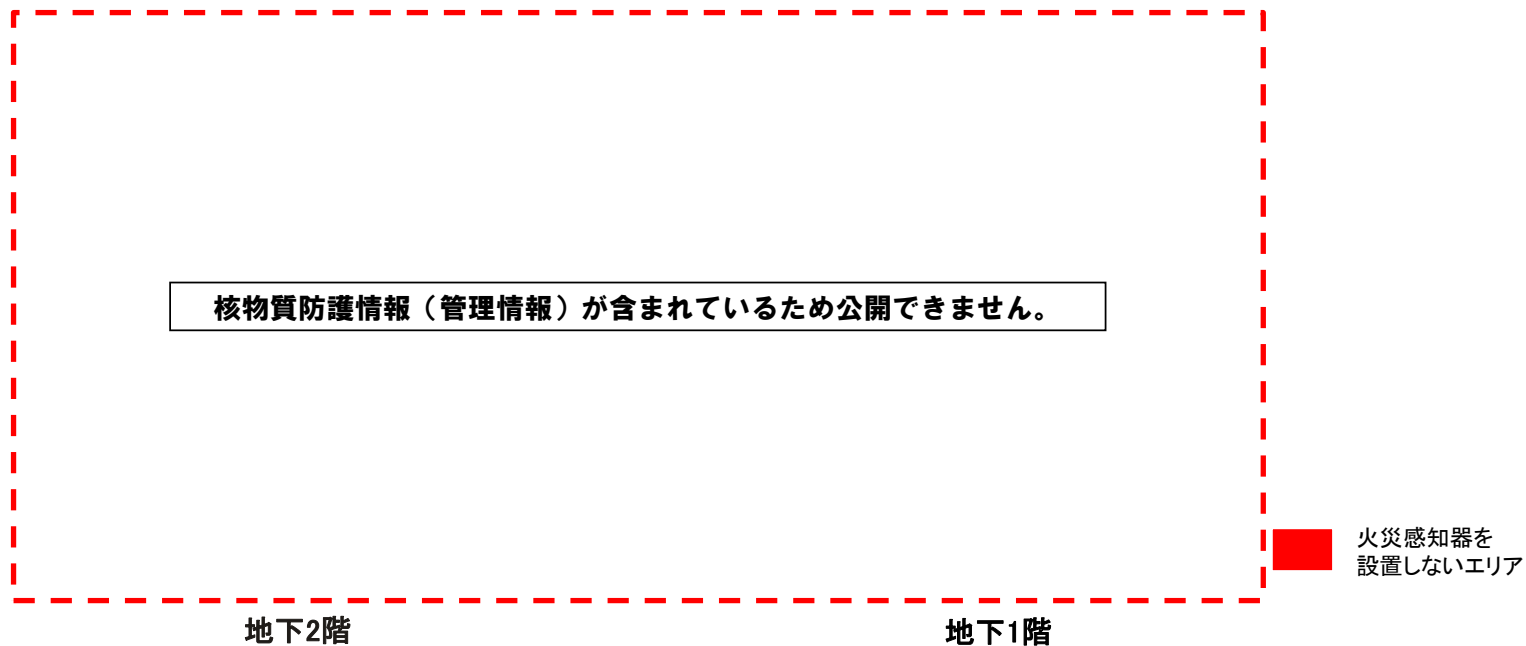 核物質防護情報（管理情報）が含まれているため公開できません。
火災感知器を
設置しないエリア
地下2階
地下1階